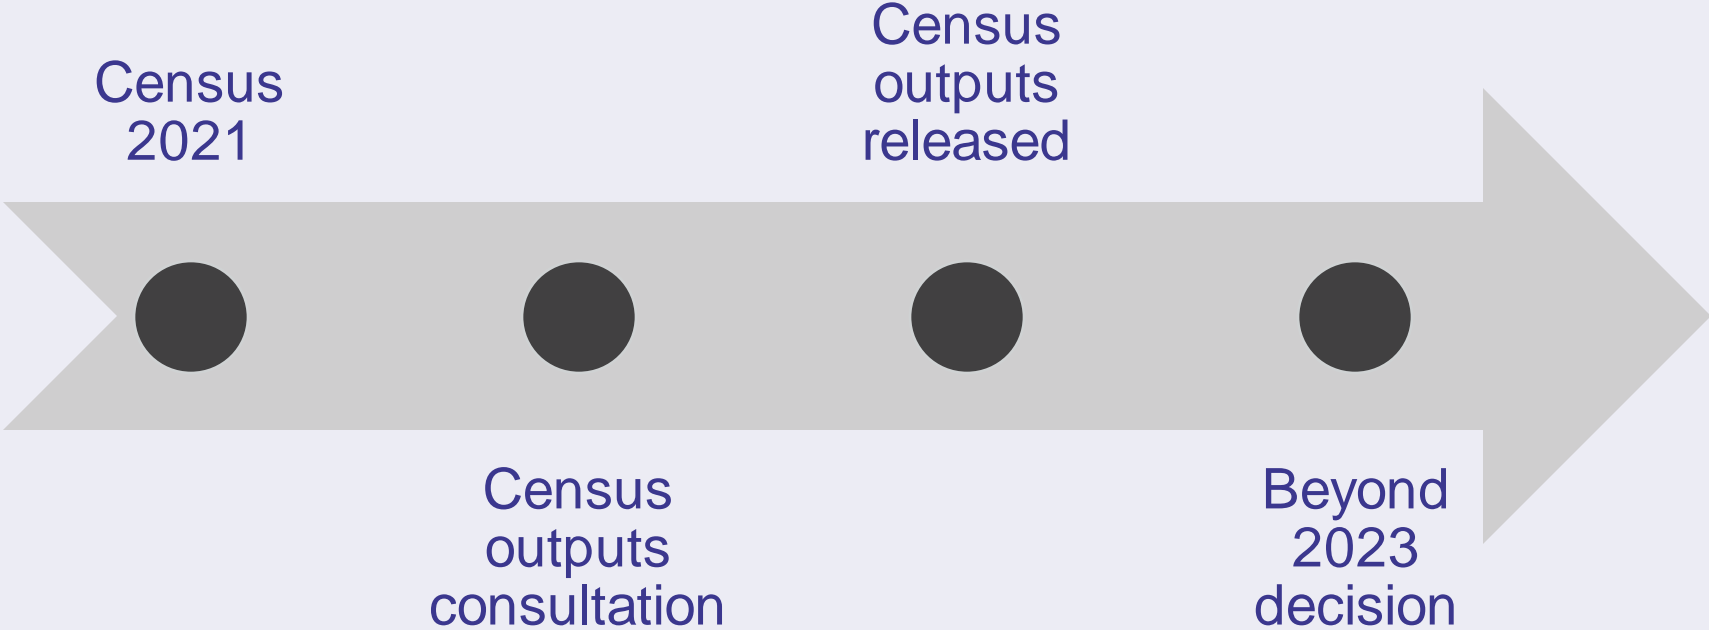 Census
2021
Census
outputs
consultation
Census
outputs
released
Beyond
2023
decision